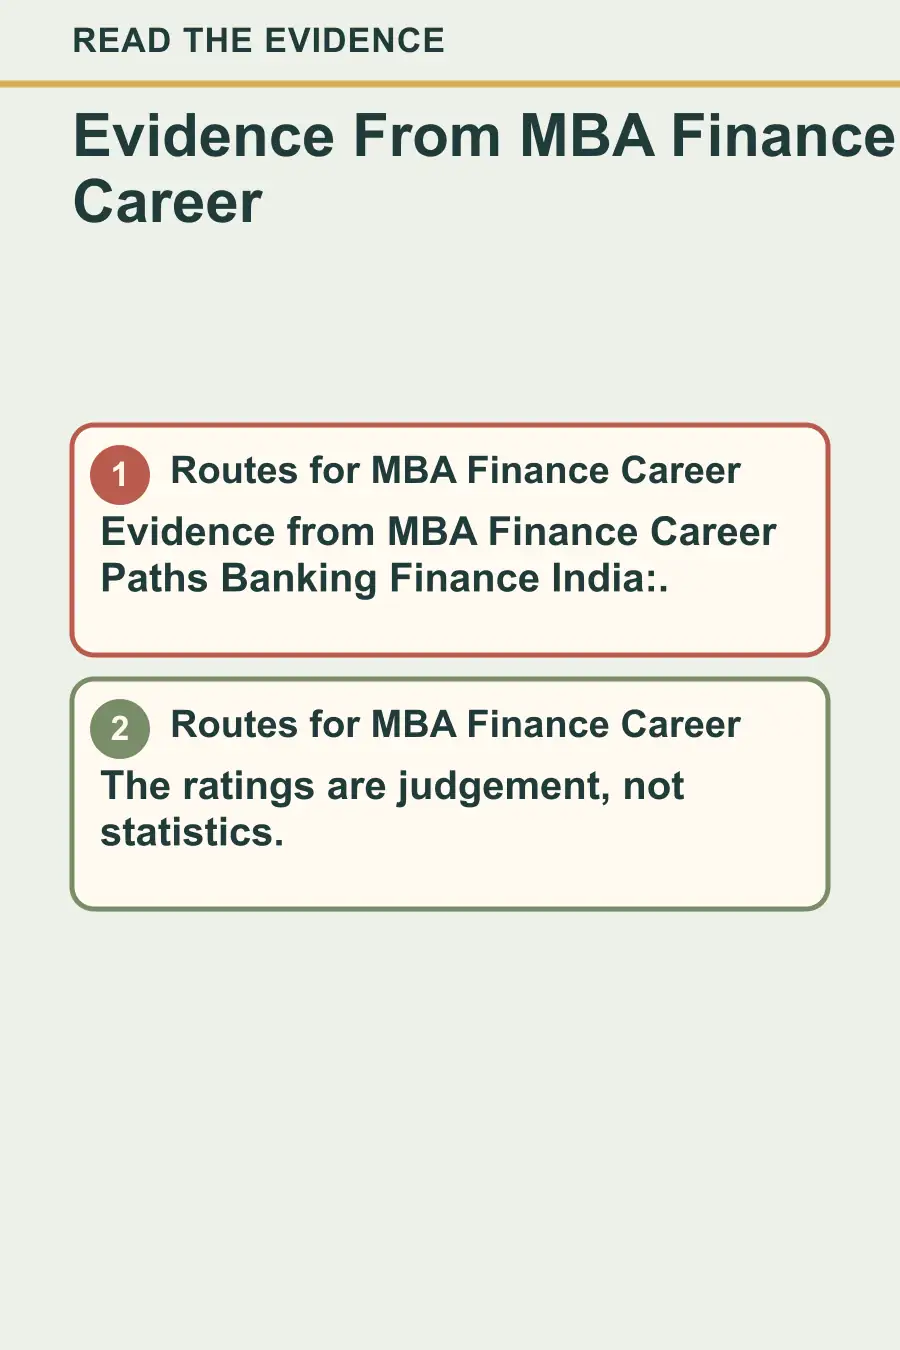 READ THE EVIDENCE
Evidence From MBA Finance
Career
1 Routes for MBA Finance Career
Evidence from MBA Finance Career
Paths Banking Finance India:.
2 Routes for MBA Finance Career
The ratings are judgement, not
statistics.